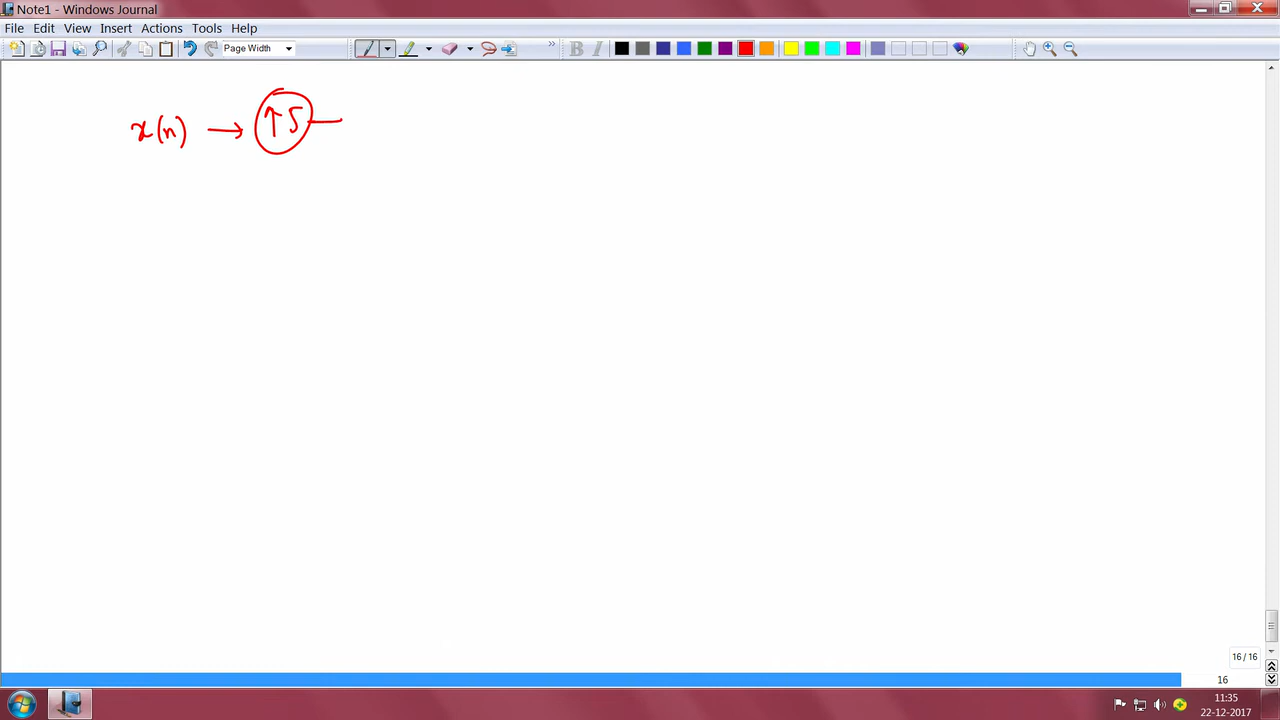 Note1 - Windows Journal
File Edit View Insert Actions Tools Help
Page Width
B I
x(n) → ↑5
16 / 16
16
11:35
22-12-2017